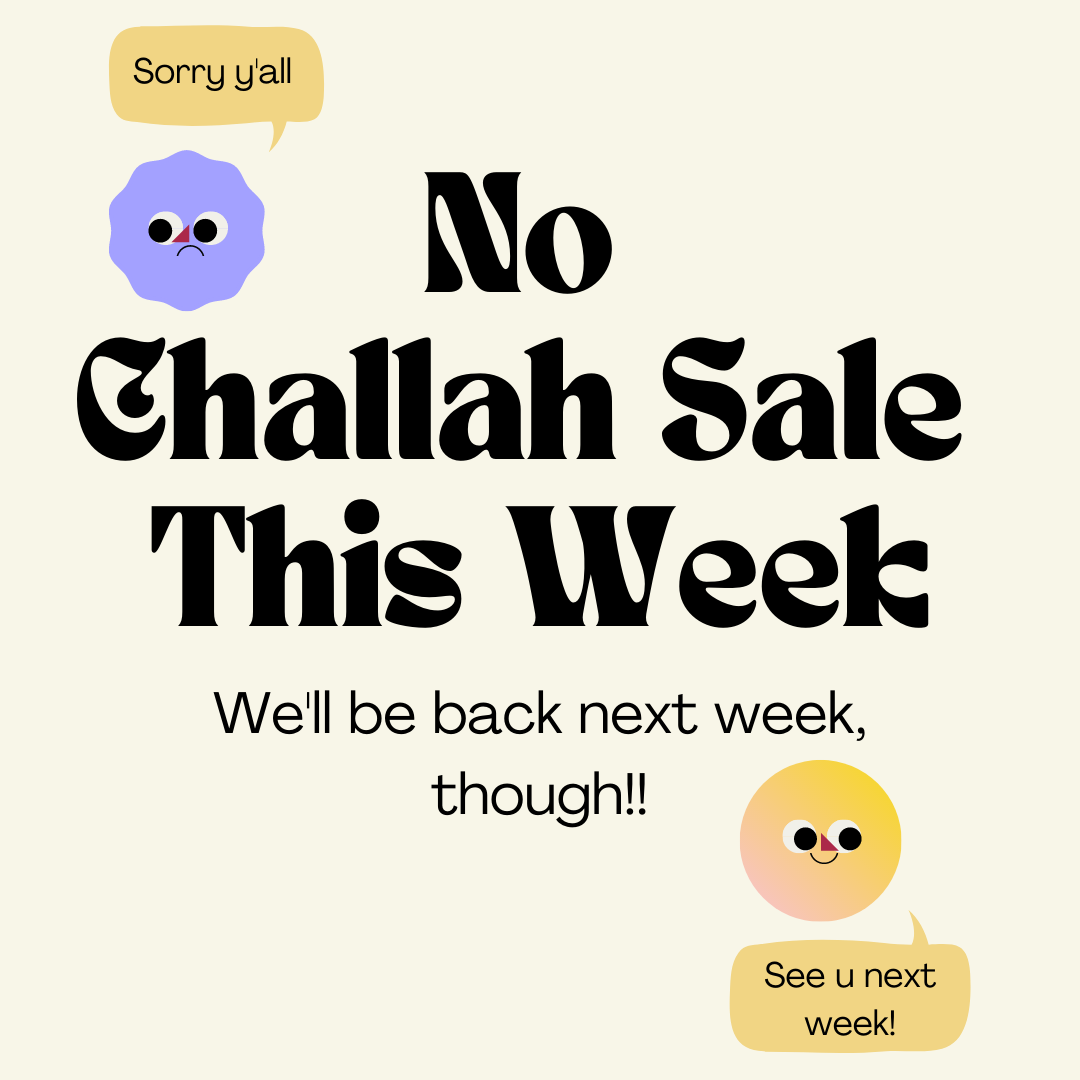 Sorry y'all
No
Challah Sale
This Week
We'll be back next week,
though!!
See u next
week!